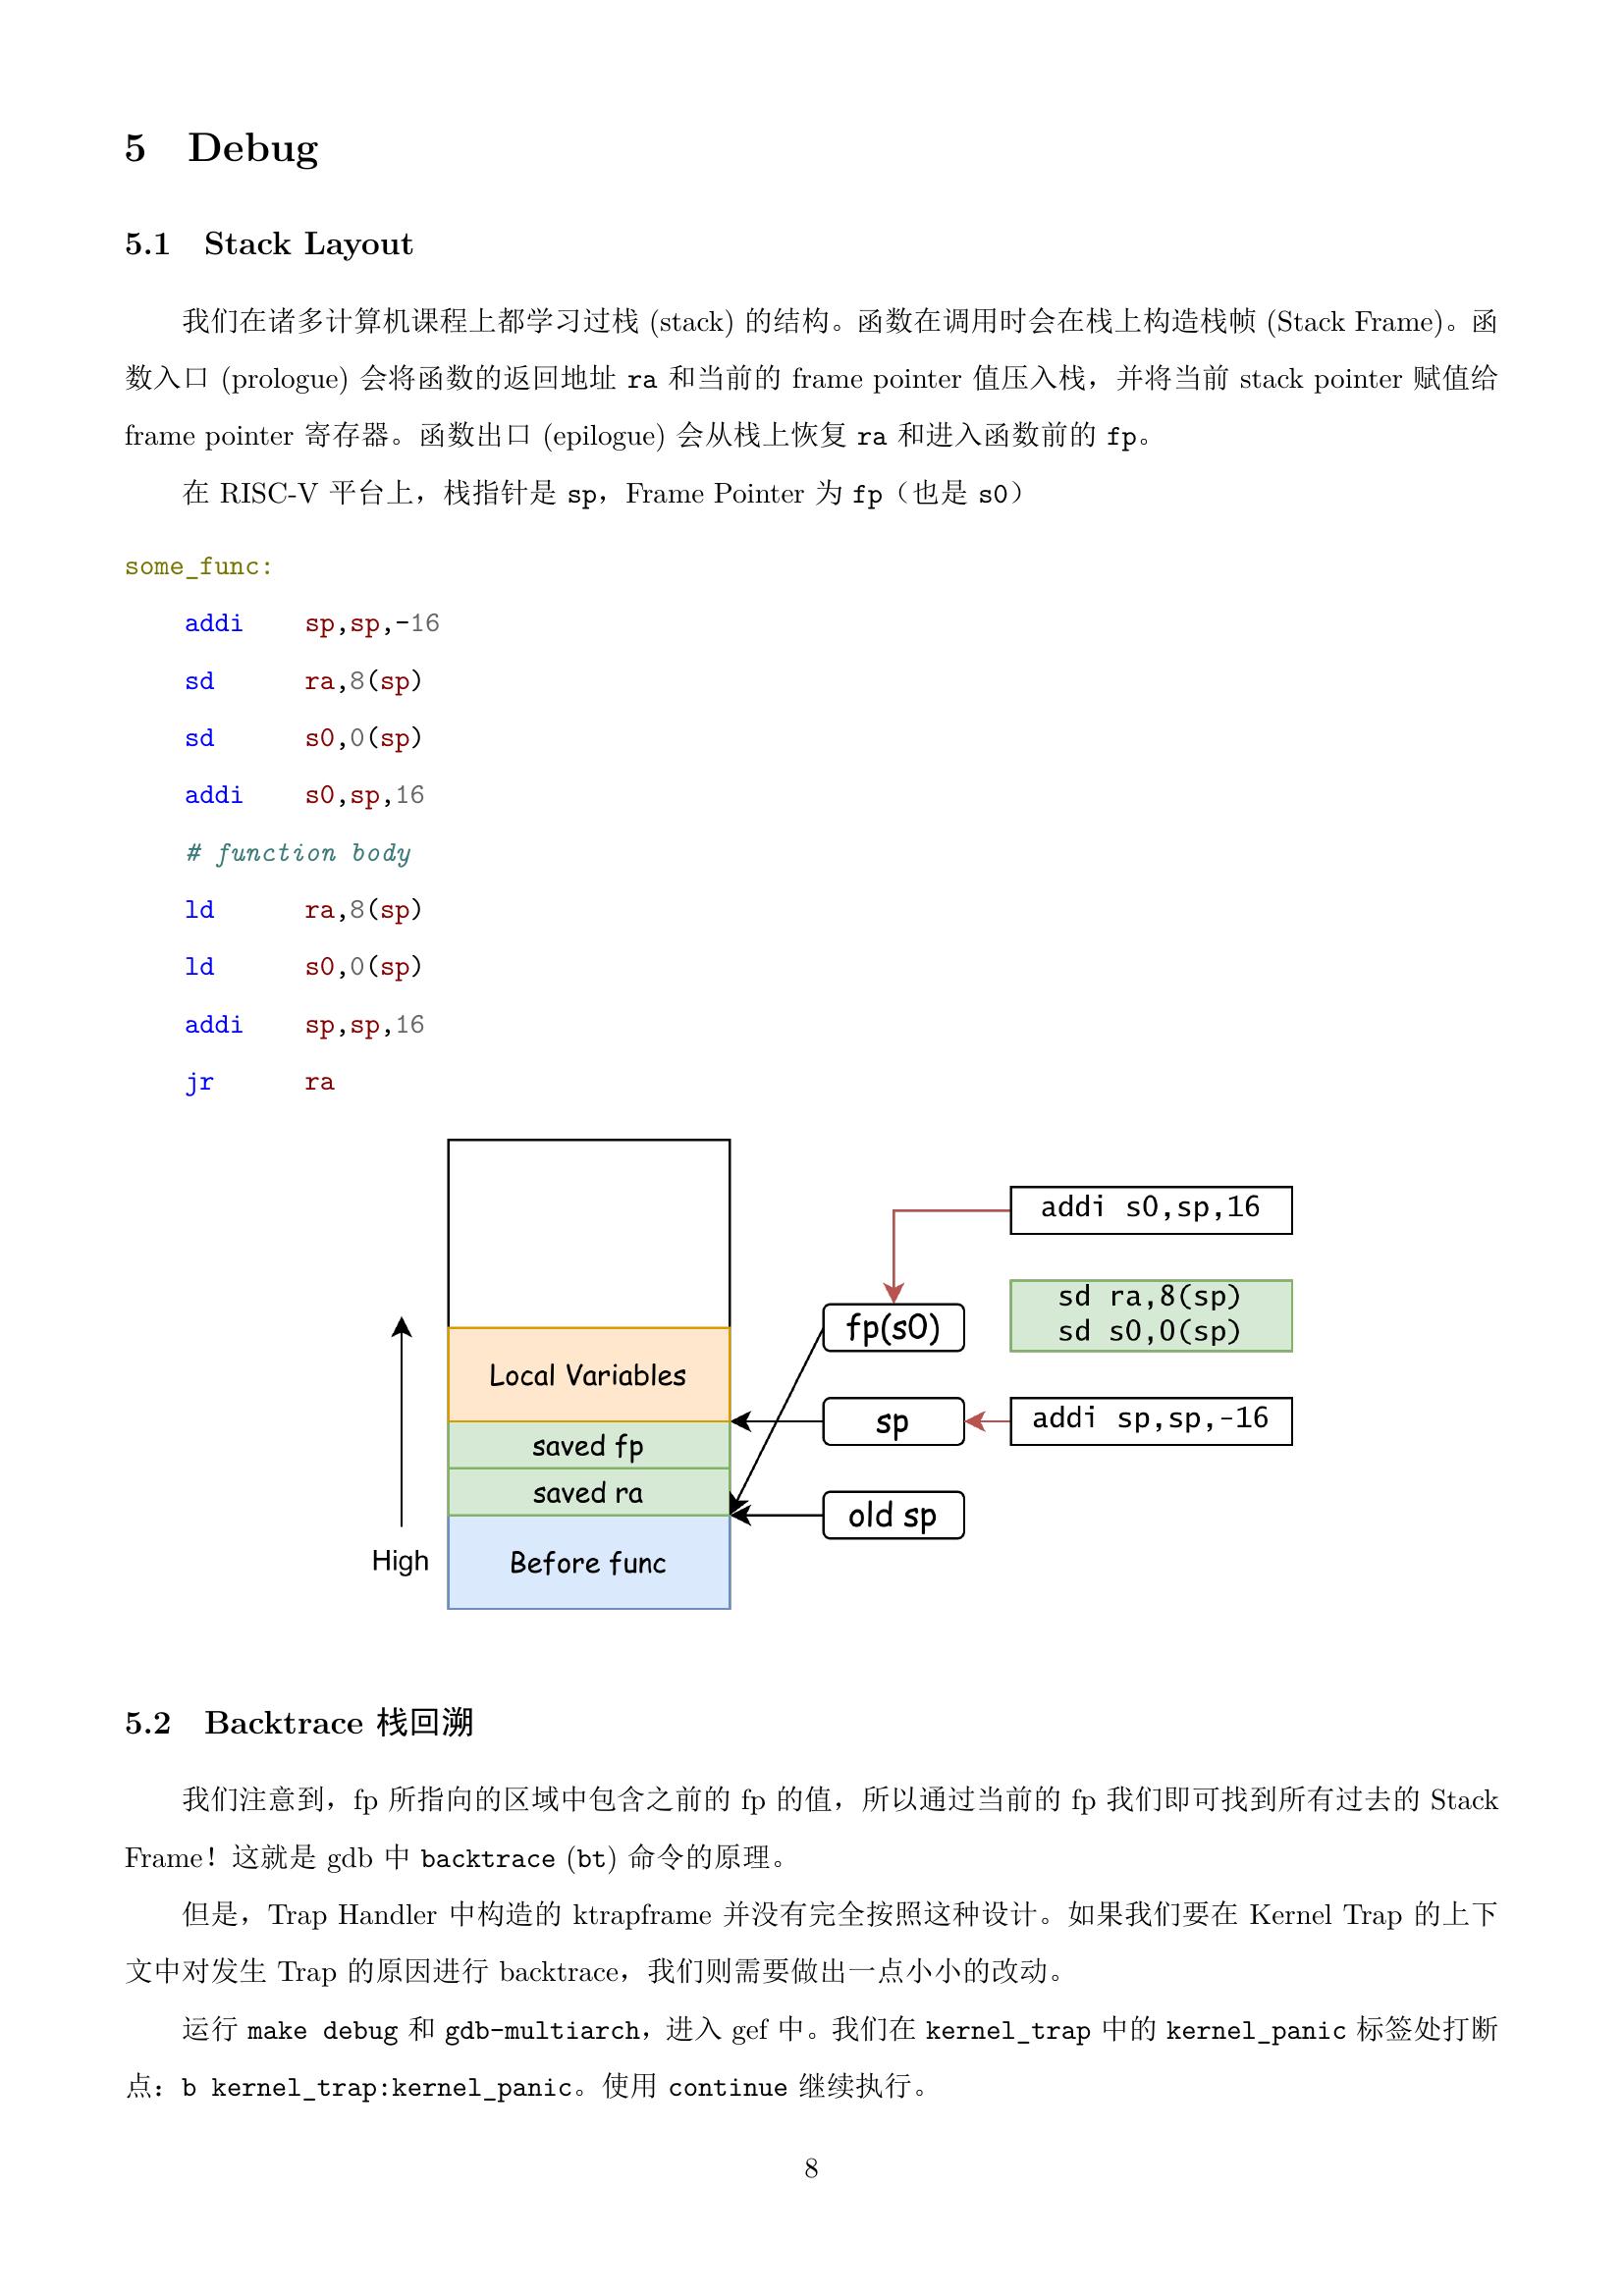 5 Debug
5.1 Stack Layout
我们在诸多计算机课程上都学习过栈 (stack) 的结构。函数在调用时会在栈上构造栈帧 (Stack Frame)。函
数入口 (prologue) 会将函数的返回地址 ra 和当前的 frame pointer 值压入栈，并将当前 stack pointer 赋值给
frame pointer 寄存器。函数出口 (epilogue) 会从栈上恢复 ra 和进入函数前的 fp。
在 RISC-V 平台上，栈指针是 sp，Frame Pointer 为 fp（也是 s0）
some_func:
addi sp,sp,-16
sd ra,8(sp)
sd s0,0(sp)
addi s0,sp,16
# function body
ld ra,8(sp)
ld s0,0(sp)
addi sp,sp,16
jr ra
addi s0,sp,16
sd ra,8(sp)
sd s0,0(sp)
fp(s0)
Local Variables
sp
addi sp,sp,-16
saved fp
saved ra
old sp
High
Before func
5.2 Backtrace 栈回溯
我们注意到，fp 所指向的区域中包含之前的 fp 的值，所以通过当前的 fp 我们即可找到所有过去的 Stack
Frame！这就是 gdb 中 backtrace (bt) 命令的原理。
但是，Trap Handler 中构造的 ktrapframe 并没有完全按照这种设计。如果我们要在 Kernel Trap 的上下
文中对发生 Trap 的原因进行 backtrace，我们则需要做出一点小小的改动。
运行 make debug 和 gdb-multiarch，进入 gef 中。我们在 kernel_trap 中的 kernel_panic 标签处打断
点：b kernel_trap:kernel_panic。使用 continue 继续执行。
8